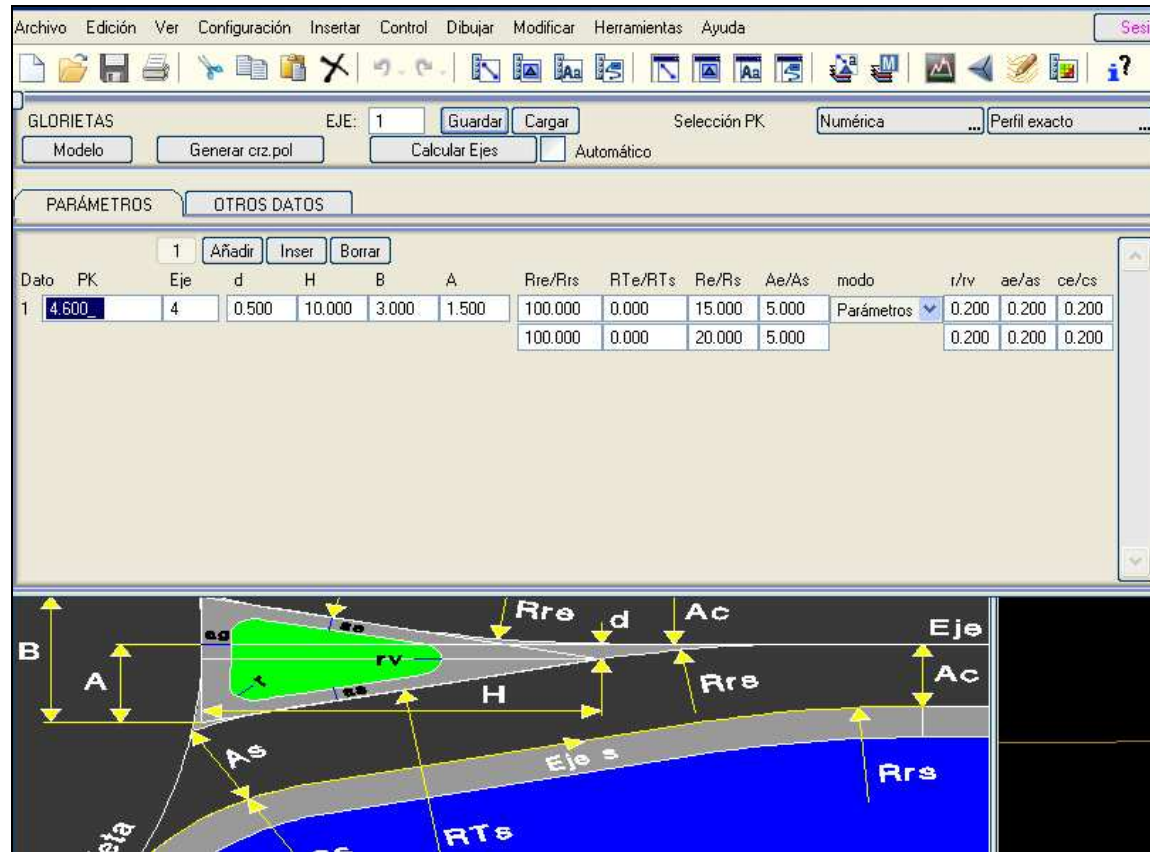 Archivo Edición Ver Configuración Insertar Control Dibujar Modificar Herramientas Ayuda Sesi
GLORIETAS EJE: 1 Guardar Cargar Selección PK Numérica ... Perfil exacto ...
Modelo Generar crz.pol Calcular Ejes Automático
PARÁMETROS OTROS DATOS
1 Añadir Inser Borrar
Dato PK Eje d H B A Rre/Rrs RTe/RTs Re/Rs Ae/As modo r/rv ae/as ce/cs
1 4.600_ 4 0.500 10.000 3.000 1.500 100.000 0.000 15.000 5.000 Parámetros 0.200 0.200 0.200
100.000 0.000 20.000 5.000 0.200 0.200 0.200
Rre d Ac Eje
ag
B rv
A r H Rrs Ac
As Eje s
Rrs
RTs